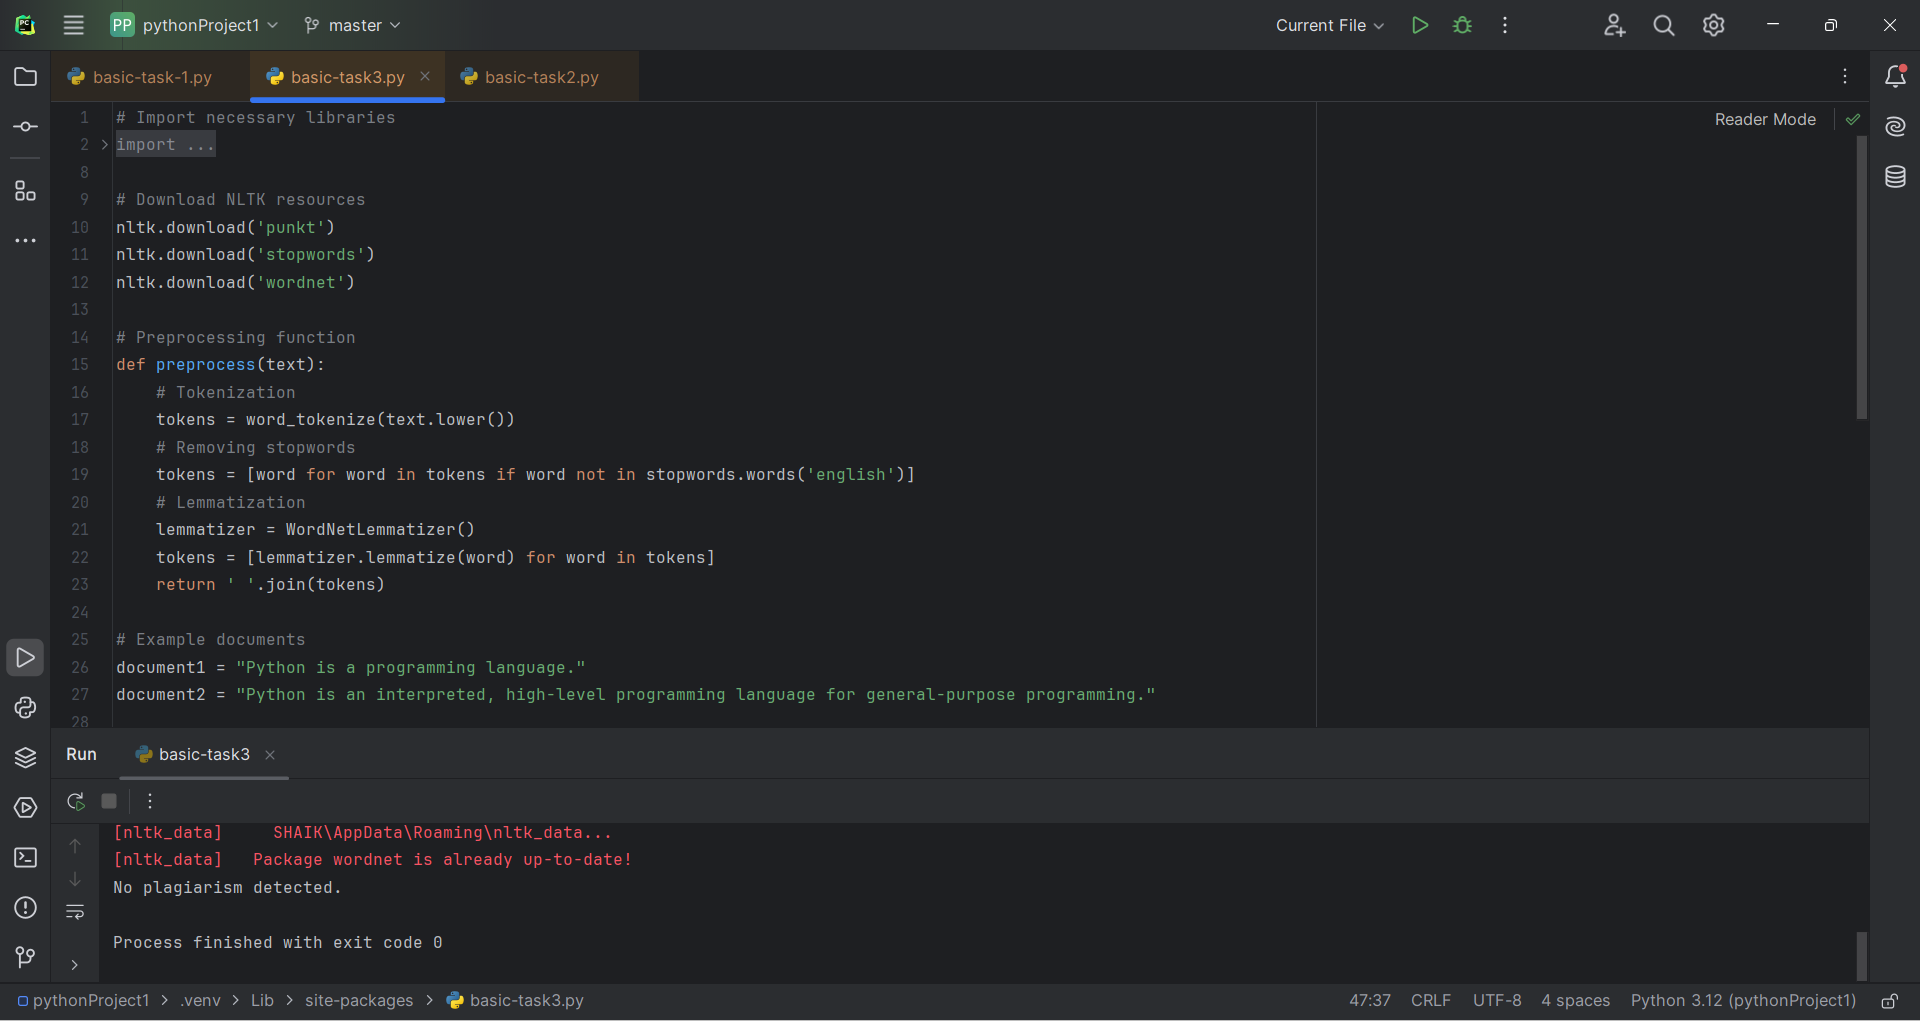 PP pythonProject1 master Current File
basic-task-1.py basic-task3.py basic-task2.py
Reader Mode
1 # Import necessary libraries
2 import ...
8
9 # Download NLTK resources
10 nltk.download('punkt')
11 nltk.download('stopwords')
12 nltk.download('wordnet')
13
14 # Preprocessing function
15 def preprocess(text):
16     # Tokenization
17     tokens = word_tokenize(text.lower())
18     # Removing stopwords
19     tokens = [word for word in tokens if word not in stopwords.words('english')]
20     # Lemmatization
21     lemmatizer = WordNetLemmatizer()
22     tokens = [lemmatizer.lemmatize(word) for word in tokens]
23     return ' '.join(tokens)
24
25 # Example documents
26 document1 = "Python is a programming language."
27 document2 = "Python is an interpreted, high-level programming language for general-purpose programming."
28
Run basic-task3
[nltk_data]     SHAIK\AppData\Roaming\nltk_data...
[nltk_data]   Package wordnet is already up-to-date!
No plagiarism detected.
Process finished with exit code 0
pythonProject1 > .venv > Lib > site-packages > basic-task3.py 47:37 CRLF UTF-8 4 spaces Python 3.12 (pythonProject1)